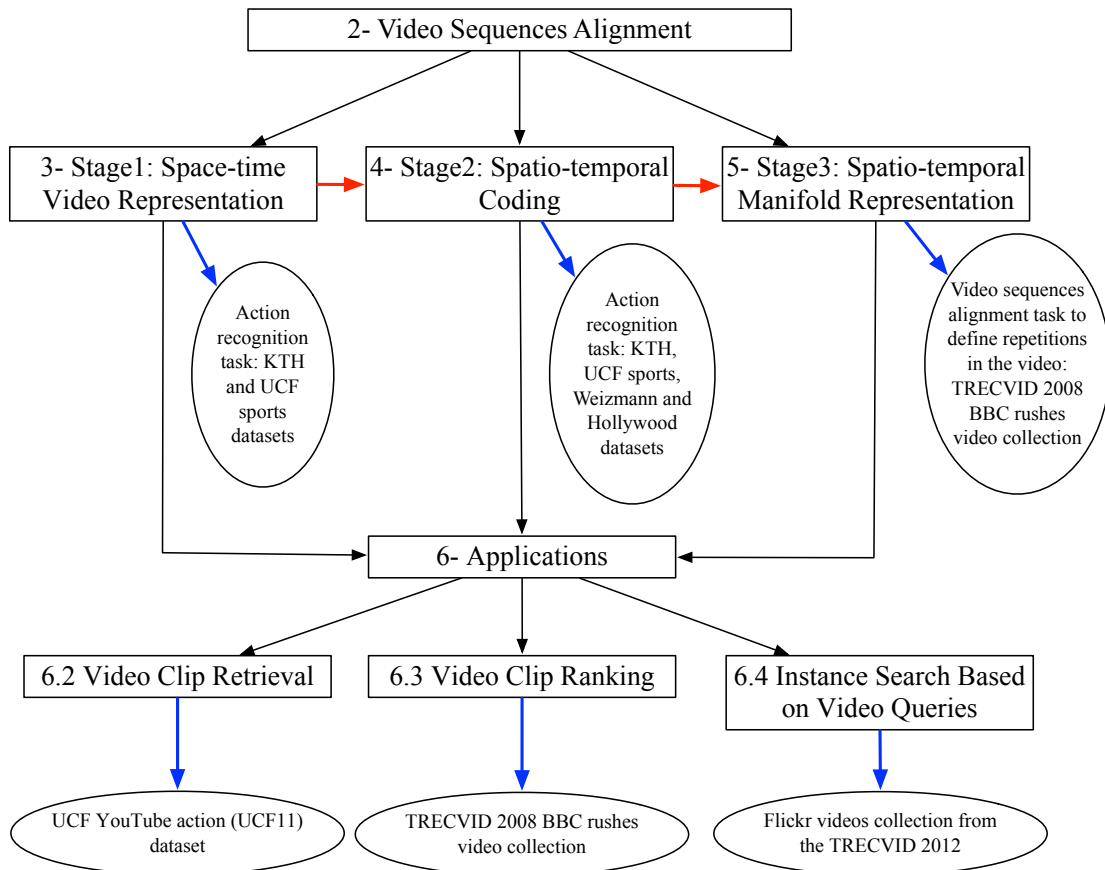 2- Video Sequences Alignment
3- Stage1: Space-time
Video Representation
4- Stage2: Spatio-temporal
Coding
5- Stage3: Spatio-temporal
Manifold Representation
Action
recognition
task: KTH
and UCF
sports
datasets
Action
recognition
task: KTH,
UCF sports,
Weizmann and
Hollywood
datasets
Video sequences
alignment task to
define repetitions
in the video:
TRECVID 2008
BBC rushes
video collection
6- Applications
6.2 Video Clip Retrieval
6.3 Video Clip Ranking
6.4 Instance Search Based
on Video Queries
UCF YouTube action (UCF11)
dataset
TRECVID 2008 BBC rushes
video collection
Flickr videos collection from
the TRECVID 2012